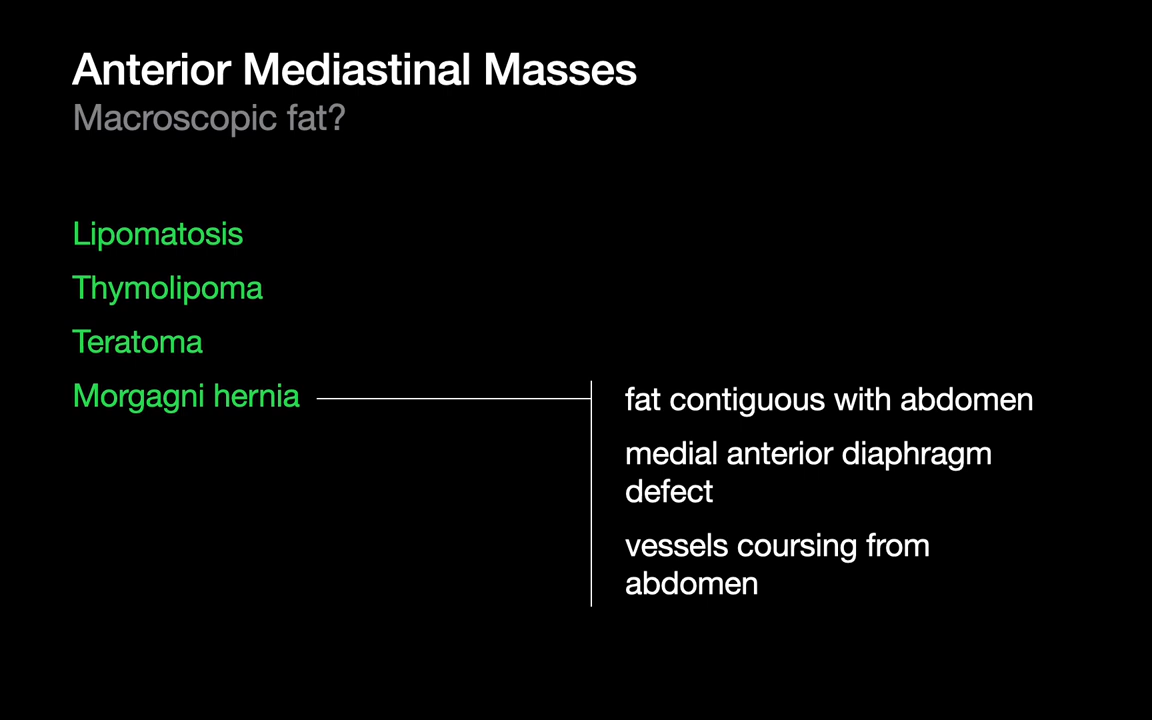 Anterior Mediastinal Masses
Macroscopic fat?
Lipomatosis
Thymolipoma
Teratoma
Morgagni hernia
fat contiguous with abdomen
medial anterior diaphragm
defect
vessels coursing from
abdomen